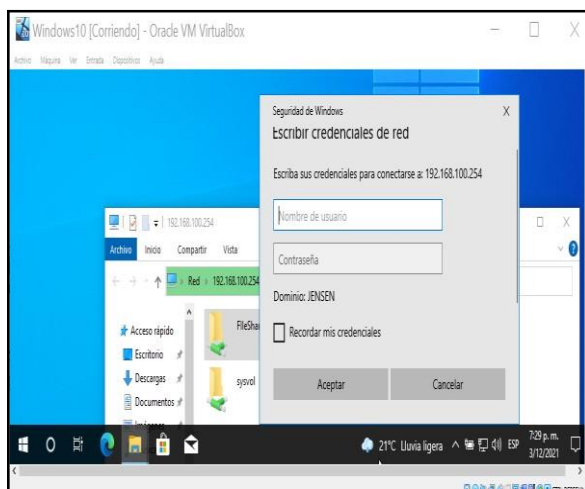 Windows10 [Corriendo] - Oracle VM VirtualBox
Archivo Máquina Ver Entrada Dispositivos Ayuda
Seguridad de Windows
Escribir credenciales de red
Escriba sus credenciales para conectarse a: 192.168.100.254
Nombre de usuario
Contraseña
Dominio: JENSEN
Recordar mis credenciales
Aceptar
Cancelar
192.168.100.254
Archivo Inicio Compartir Vista
Red 192.168.100.254
Acceso rápido
Escritorio
Descargas
Documentos
sysvol
21°C Lluvia ligera
ESP
7:29 p. m.
3/12/2021